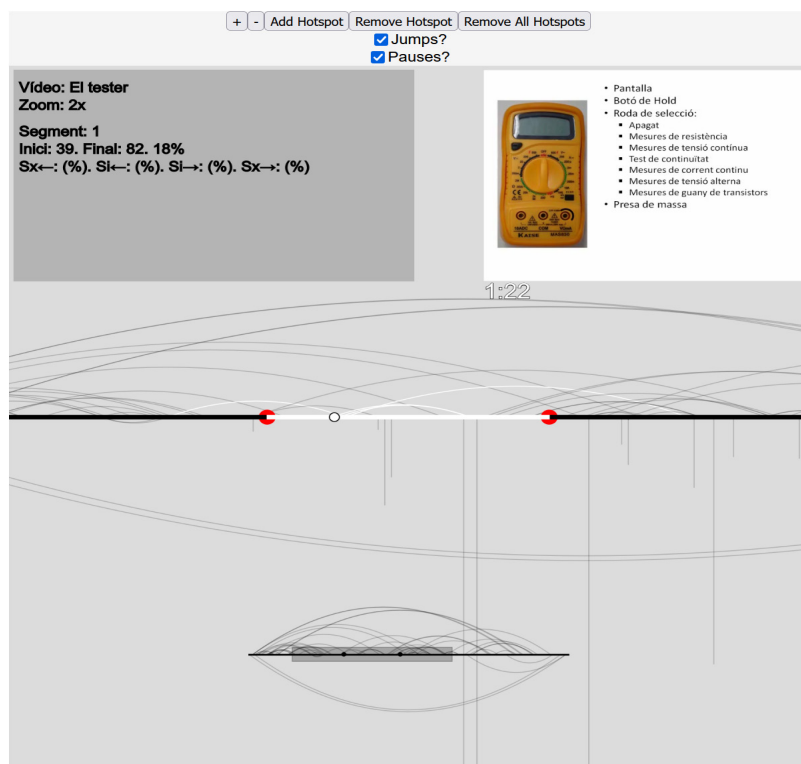 + - Add Hotspot Remove Hotspot Remove All Hotspots
Jumps?
Pauses?
Vídeo: El tester
Zoom: 2x
Segment: 1
Inici: 39. Final: 82. 18%
Sx←: (%). Si←: (%). Si→: (%). Sx→: (%)
• Pantalla
• Botó de Hold
• Roda de selecció:
▪ Apagat
▪ Mesures de resistència
▪ Mesures de tensió contínua
▪ Test de continuïtat
▪ Mesures de corrent continu
▪ Mesures de tensió alterna
▪ Mesures de guany de transistors
• Presa de massa
COM
1:22